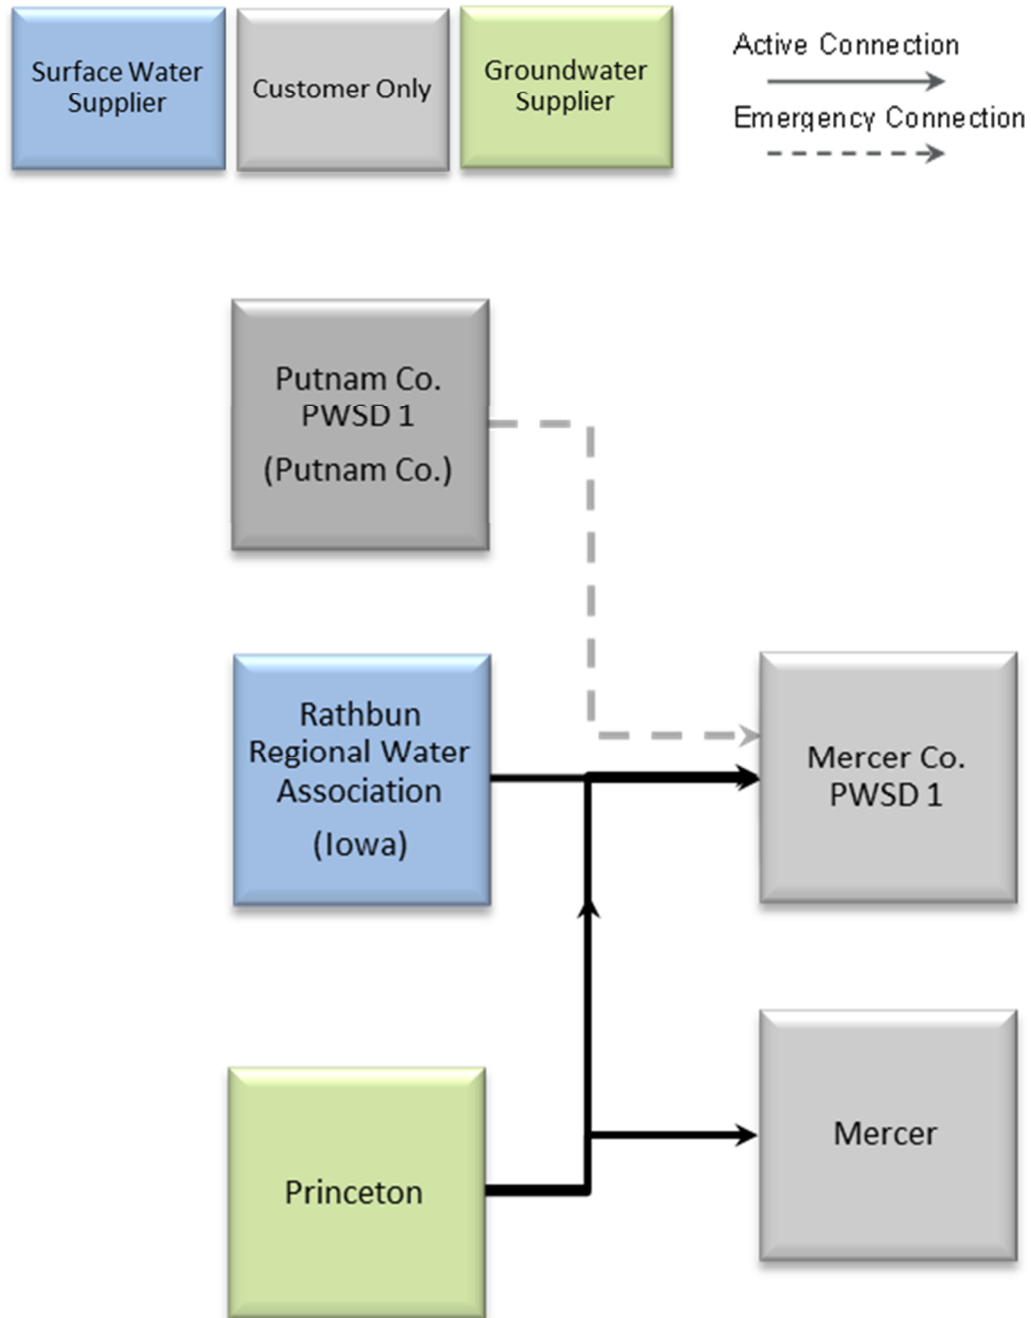 Surface Water
Supplier
Customer Only
Groundwater
Supplier
Active Connection
Emergency Connection
Putnam Co.
PWSD 1
(Putnam Co.)
Rathbun
Regional Water
Association
(Iowa)
Mercer Co.
PWSD 1
Princeton
Mercer